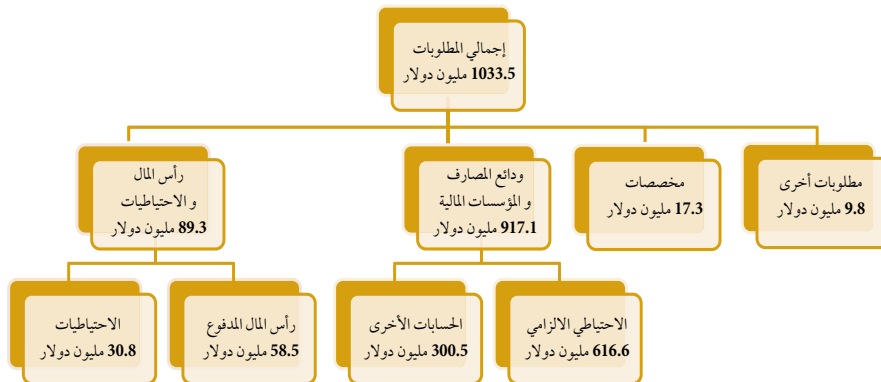 إجمالي المطلوبات
1033.5 مليون دولار
مطلوبات أخرى
9.8 مليون دولار
مخصصات
17.3 مليون دولار
ودائع المصارف
و المؤسسات المالية
917.1 مليون دولار
رأس المال
و الاحتياطيات
89.3 مليون دولار
الاحتياطي الالزامي
616.6 مليون دولار
الحسابات الأخرى
300.5 مليون دولار
رأس المال المدفوع
58.5 مليون دولار
الاحتياطيات
30.8 مليون دولار